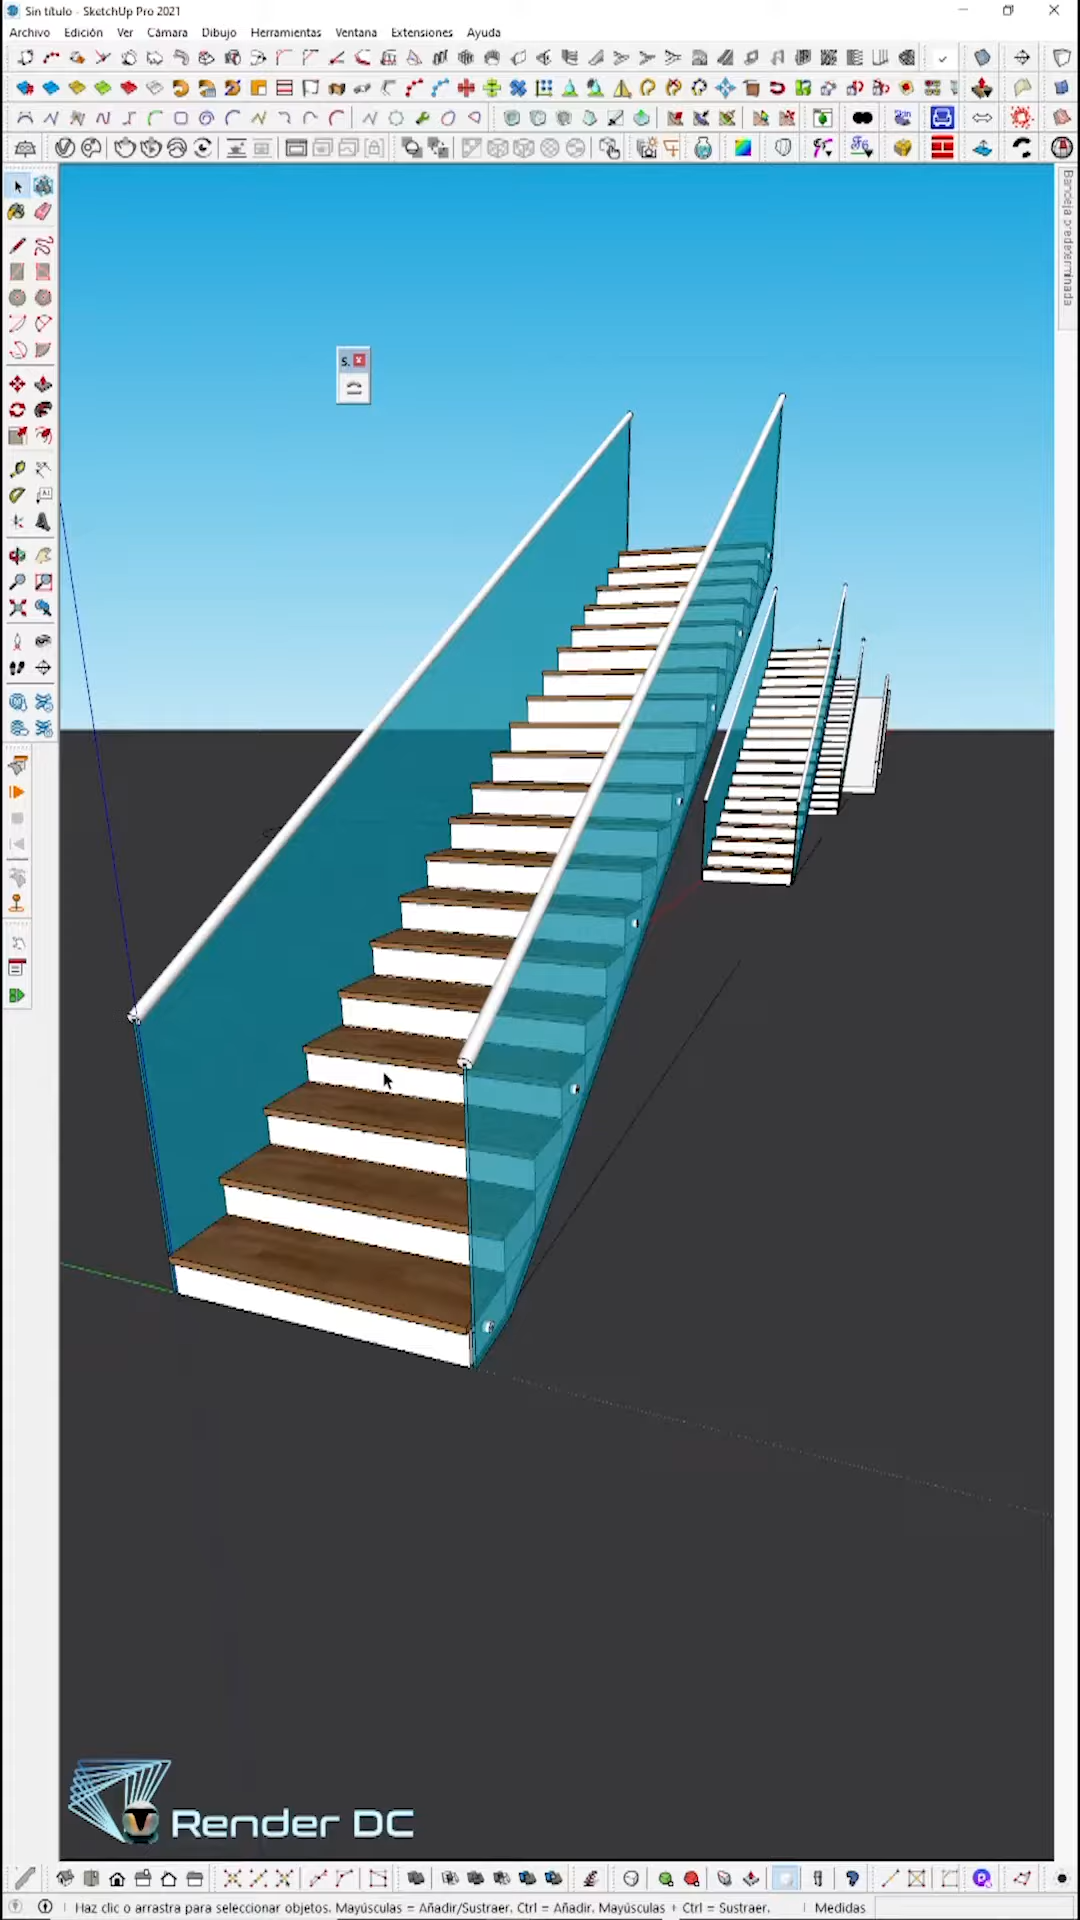 Sin título - SketchUp Pro 2021
Archivo Edición Ver Cámara Dibujo Herramientas Ventana Extensiones Ayuda
Bandeja predeterminada
S.
Render DC
Haz clic o arrastra para seleccionar objetos. Mayúsculas = Añadir/Sustraer. Ctrl = Añadir. Mayúsculas + Ctrl = Sustraer.
Medidas